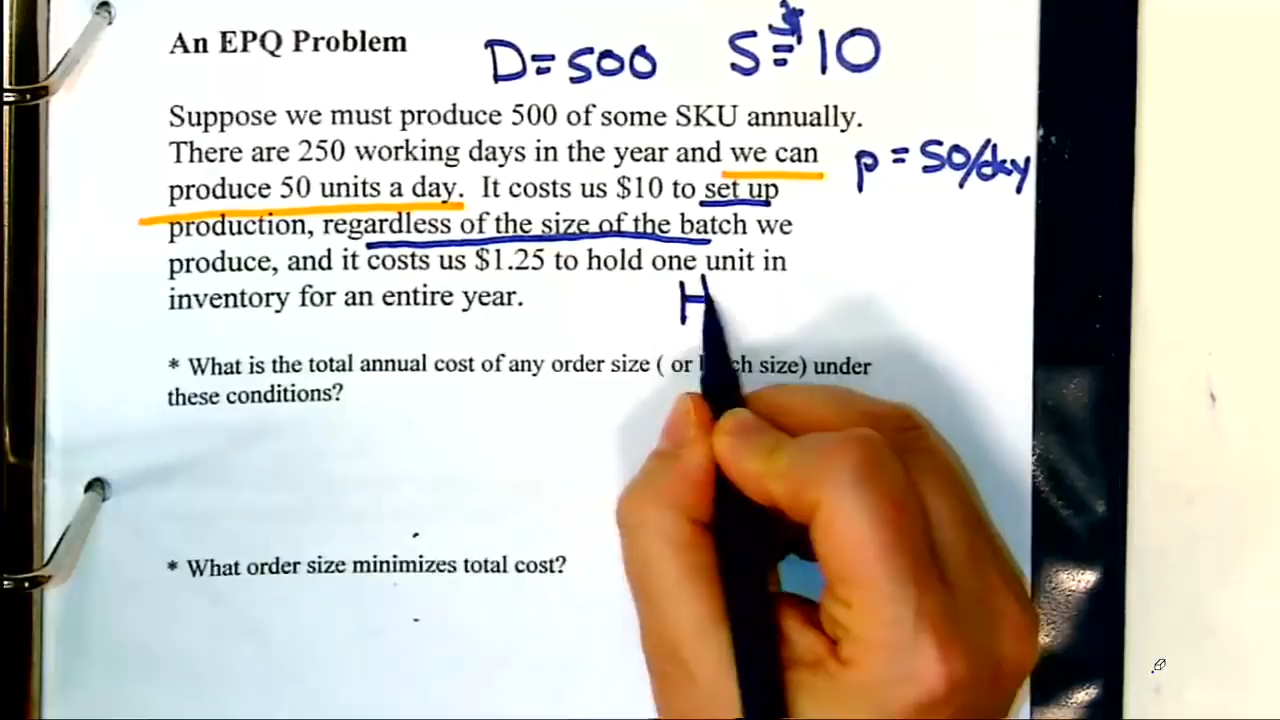 An EPQ Problem
D=500
S=$10
Suppose we must produce 500 of some SKU annually.
There are 250 working days in the year and we can
p = 50/day
produce 50 units a day. It costs us $10 to set up
production, regardless of the size of the batch we
produce, and it costs us $1.25 to hold one unit in
inventory for an entire year.
H
* What is the total annual cost of any order size ( or size) under
these conditions?
* What order size minimizes total cost?